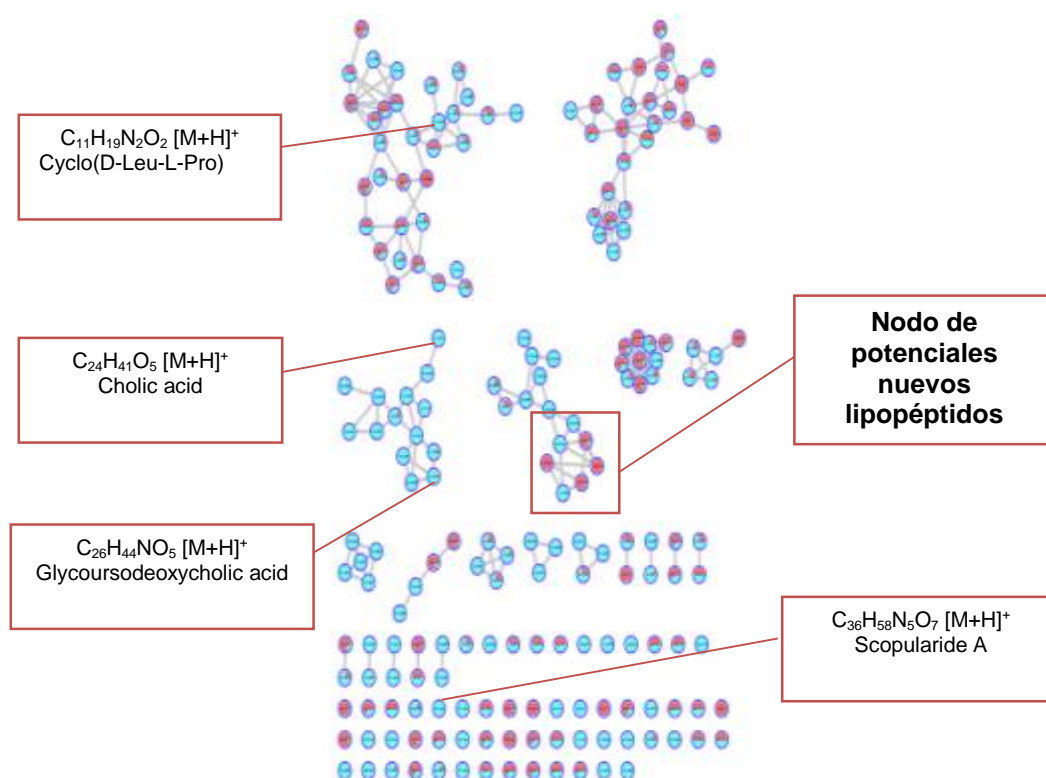 C₁₁H₁₉N₂O₂ [M+H]⁺
Cyclo(D-Leu-L-Pro)
C₂₄H₄₁O₅ [M+H]⁺
Cholic acid
Nodo de
potenciales
nuevos
lipopéptidos
C₂₆H₄₄NO₅ [M+H]⁺
Glycoursodeoxycholic acid
C₃₆H₅₈N₅O₇ [M+H]⁺
Scopularide A